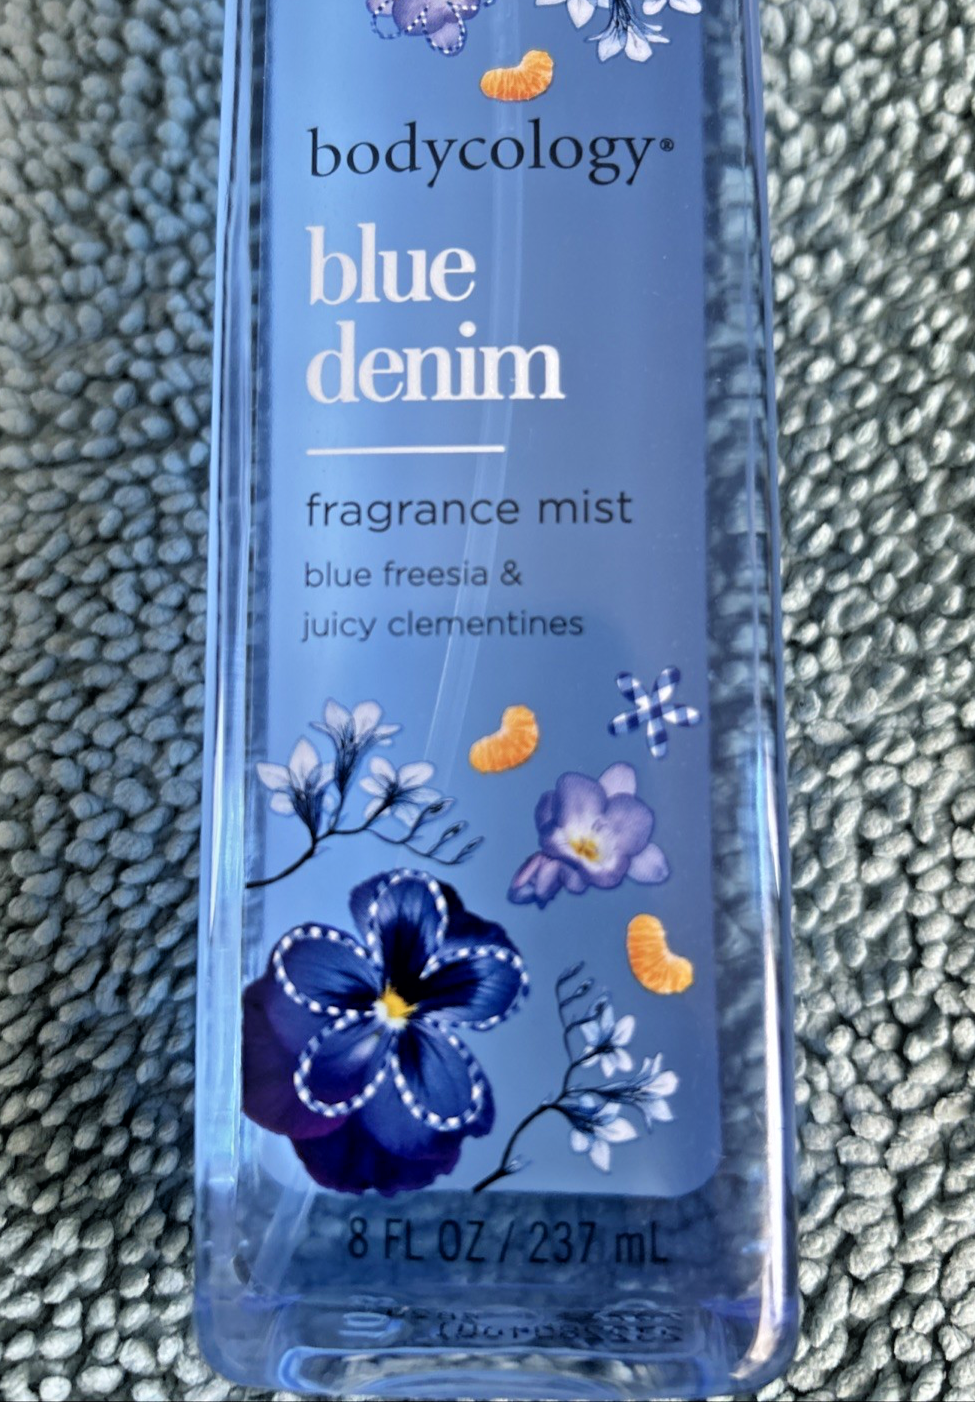 bodycology®
blue
denim
fragrance mist
blue freesia &
juicy clementines
8 FL OZ / 237 mL